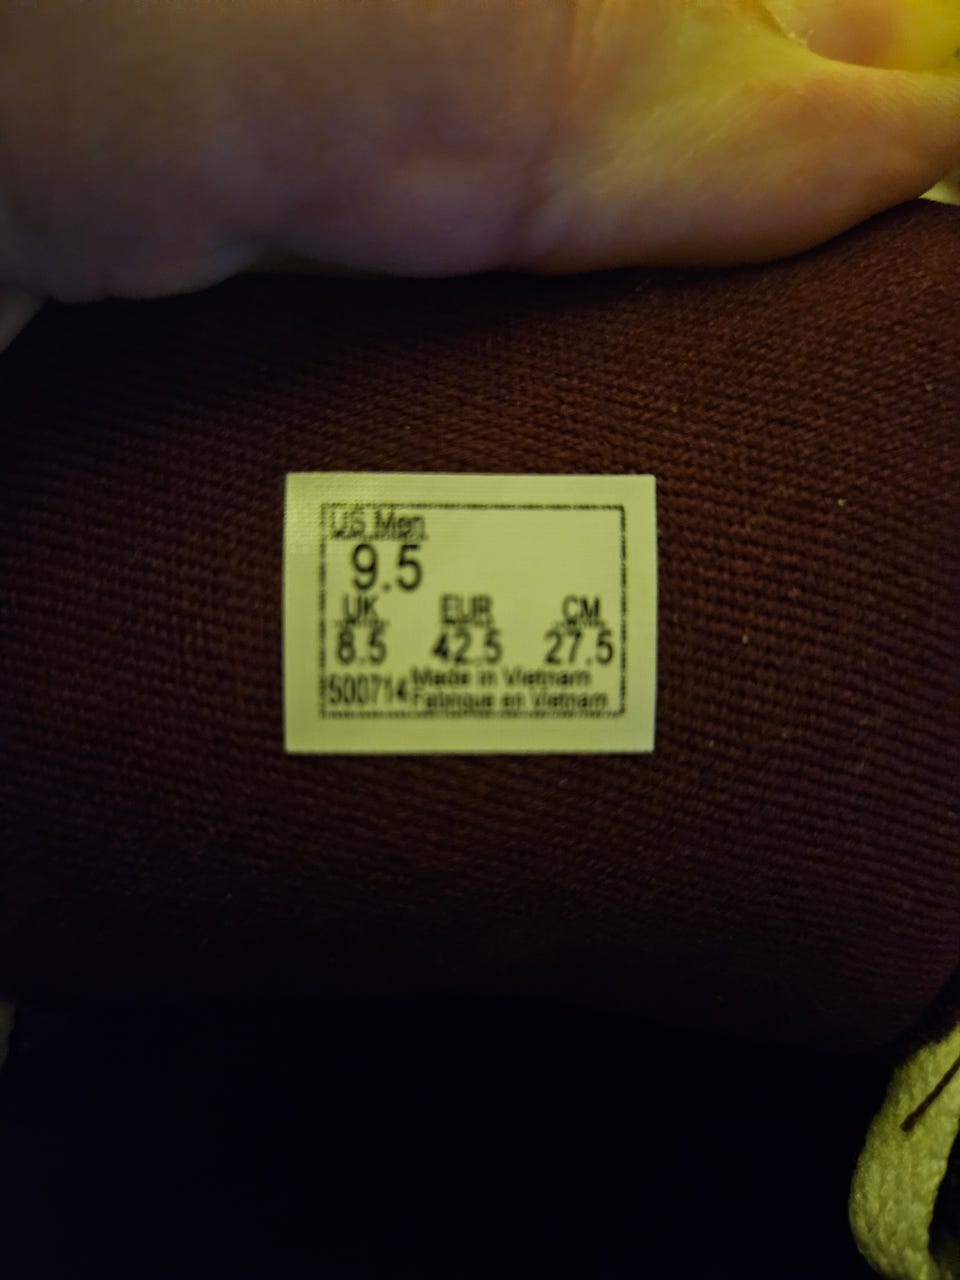 US Men
9.5
UK EUR CM
8.5 42.5 27.5
500714 Made in Vietnam
Fabrique en Vietnam